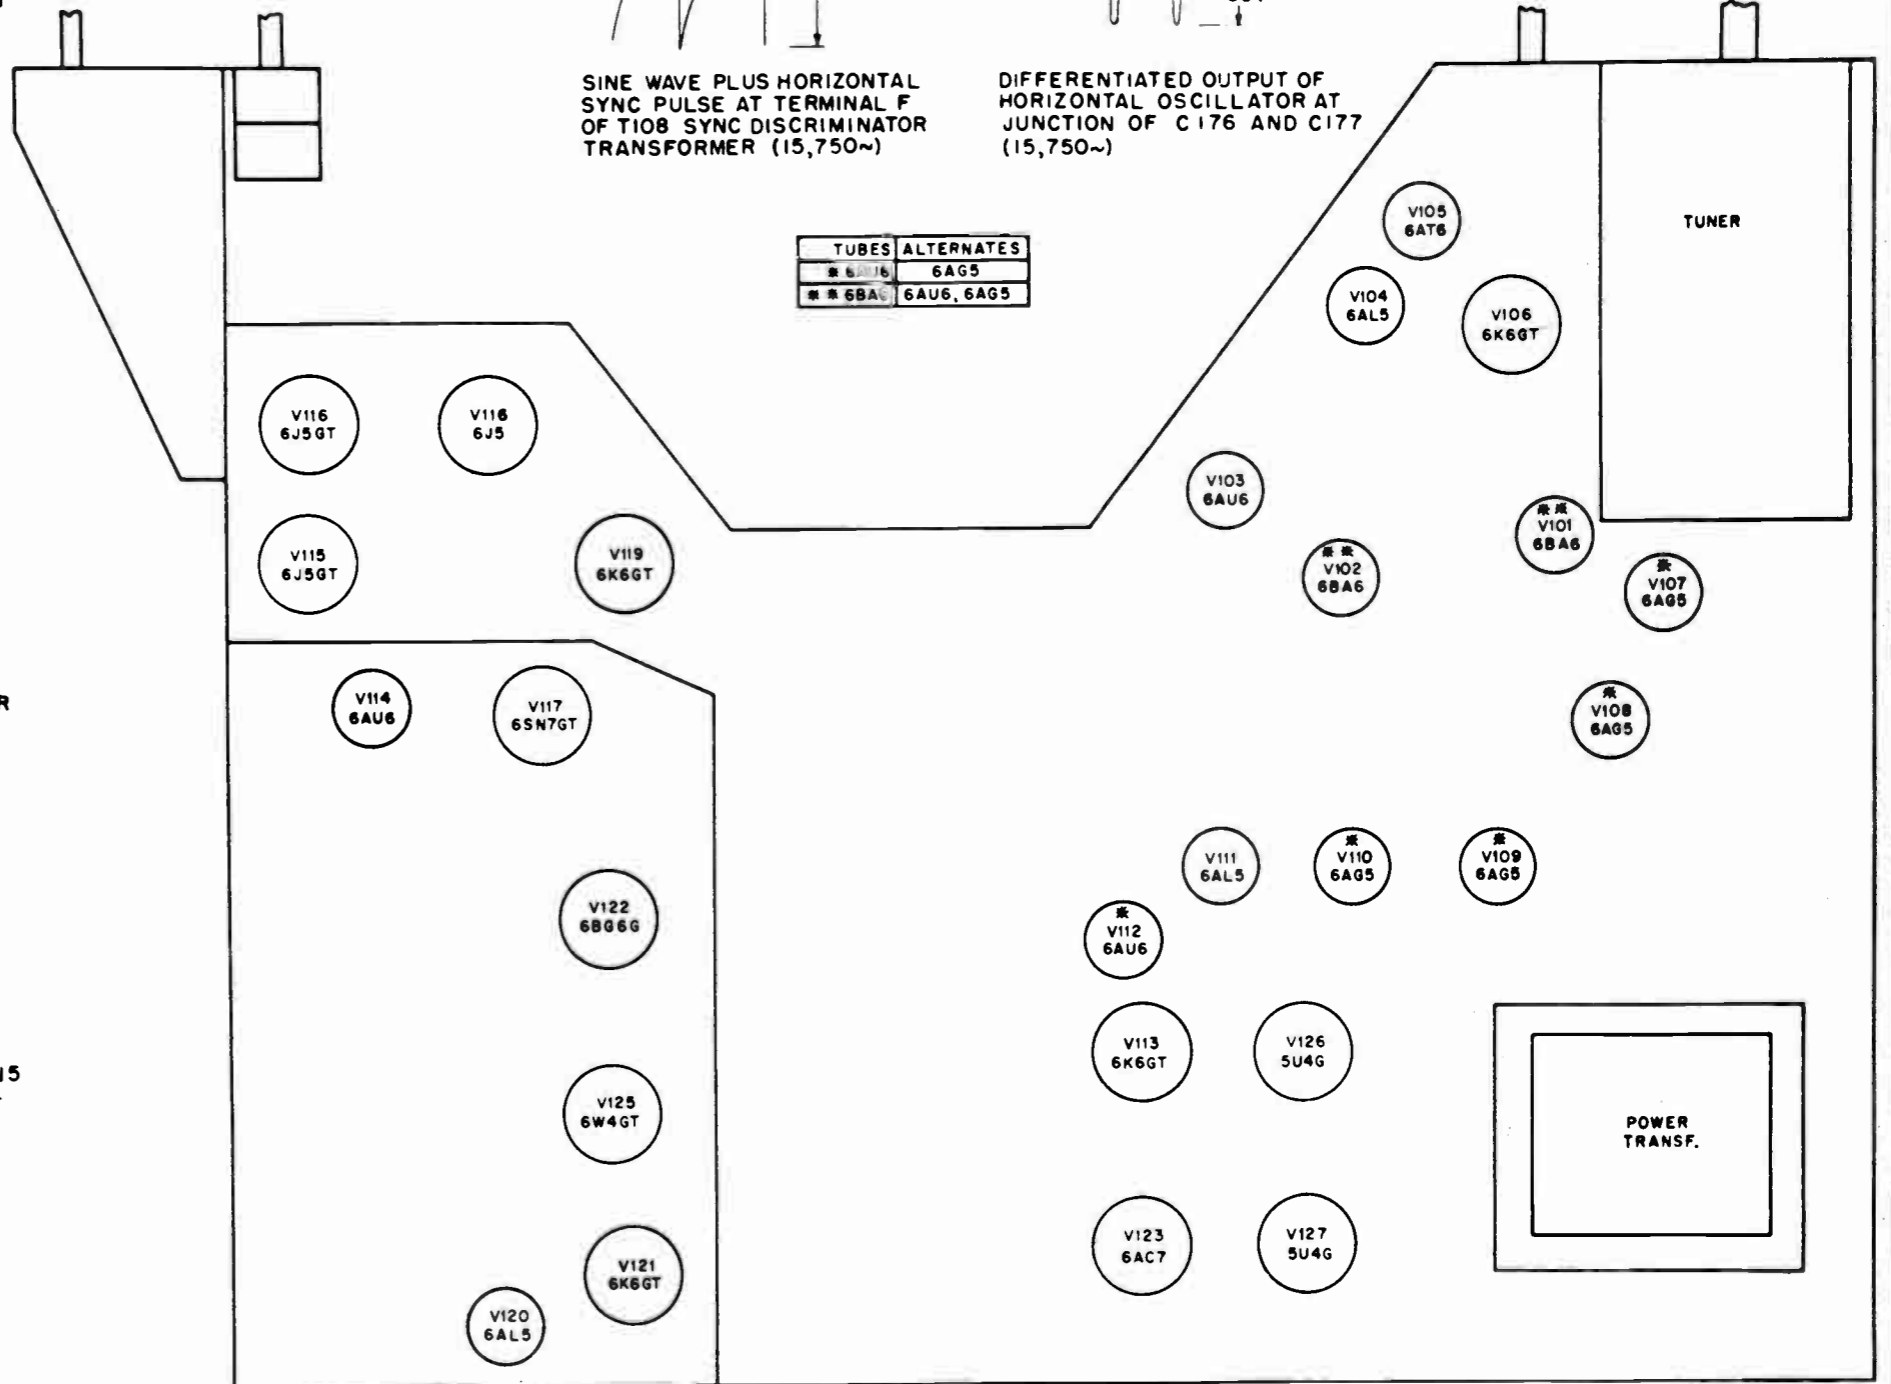 SINE WAVE PLUS HORIZONTAL
SYNC PULSE AT TERMINAL F
OF T108 SYNC DISCRIMINATOR
TRANSFORMER (15,750~)
DIFFERENTIATED OUTPUT OF
HORIZONTAL OSCILLATOR AT
JUNCTION OF C176 AND C177
(15,750~)
TUBES ALTERNATES
* 6AU6 6AG5
* * 6BA6 6AU6, 6AG5
TUNER
V105
6AT6
V104
6AL5
V106
6K6GT
V116
6J5GT
V116
6J5
V103
6AU6
* *
V101
6BA6
V115
6J5GT
V119
6K6GT
* *
V102
6BA6
*
V107
6AG5
R
V114
6AU6
V117
6SN7GT
*
V108
6AG5
V111
6AL5
*
V110
6AG5
*
V109
6AG5
V122
6BG6G
*
V112
6AU6
V113
6K6GT
V126
5U4G
15
V125
6W4GT
POWER
TRANSF.
V123
6AC7
V127
5U4G
V121
6K6GT
V120
6AL5